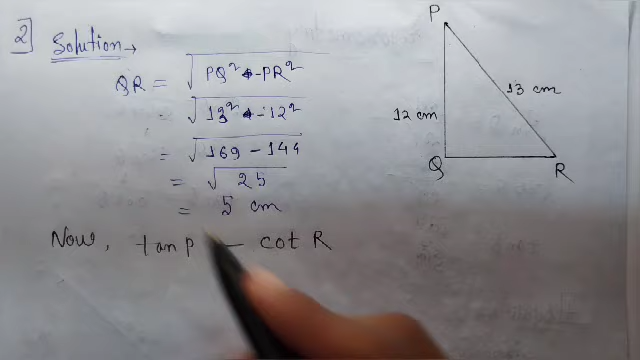 2] Solution→
QR = √PQ² - PR²
= √13² - 12²
= √169 - 144
= √25
= 5 cm
Now, tan P - cot R
P
13 cm
12 cm
Q
R